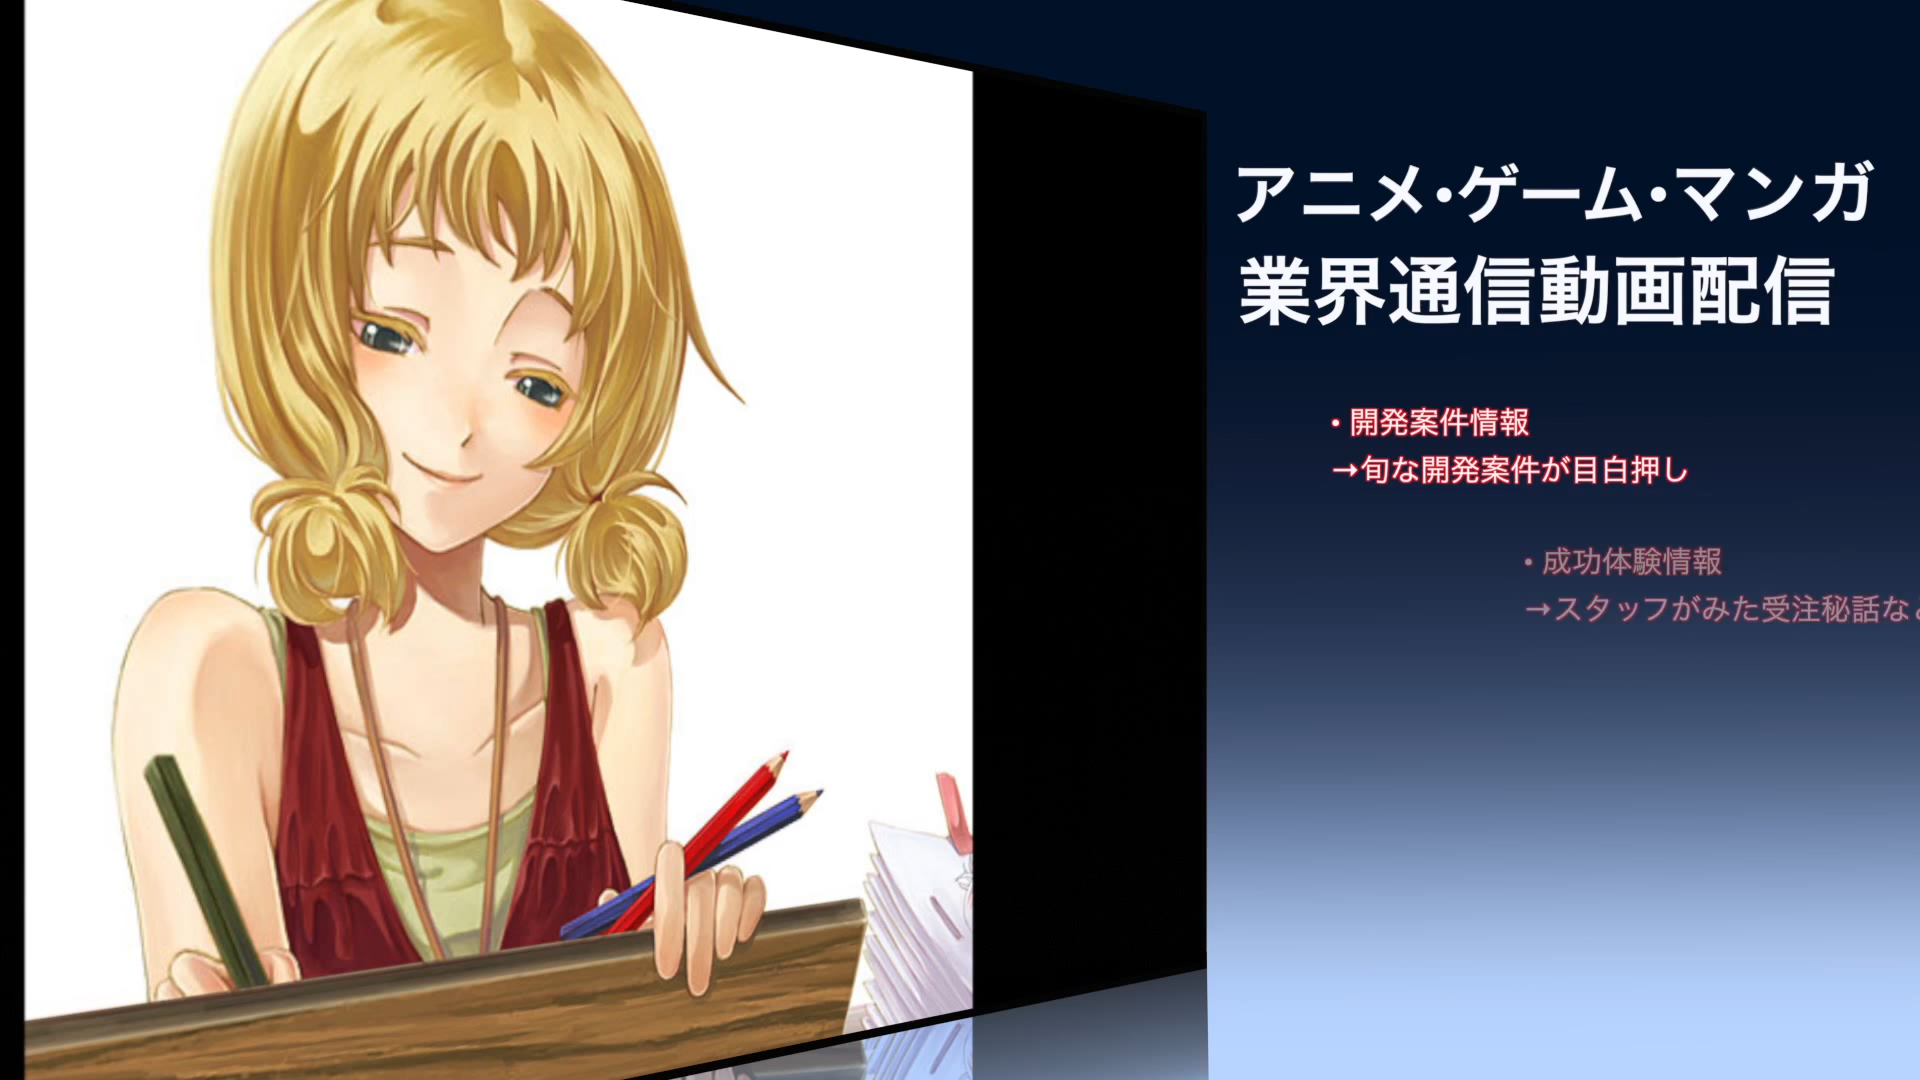 アニメ・ゲーム・マンガ
業界通信動画配信
・開発案件情報
→旬な開発案件が目白押し
・成功体験情報
→スタッフがみた受注秘話な